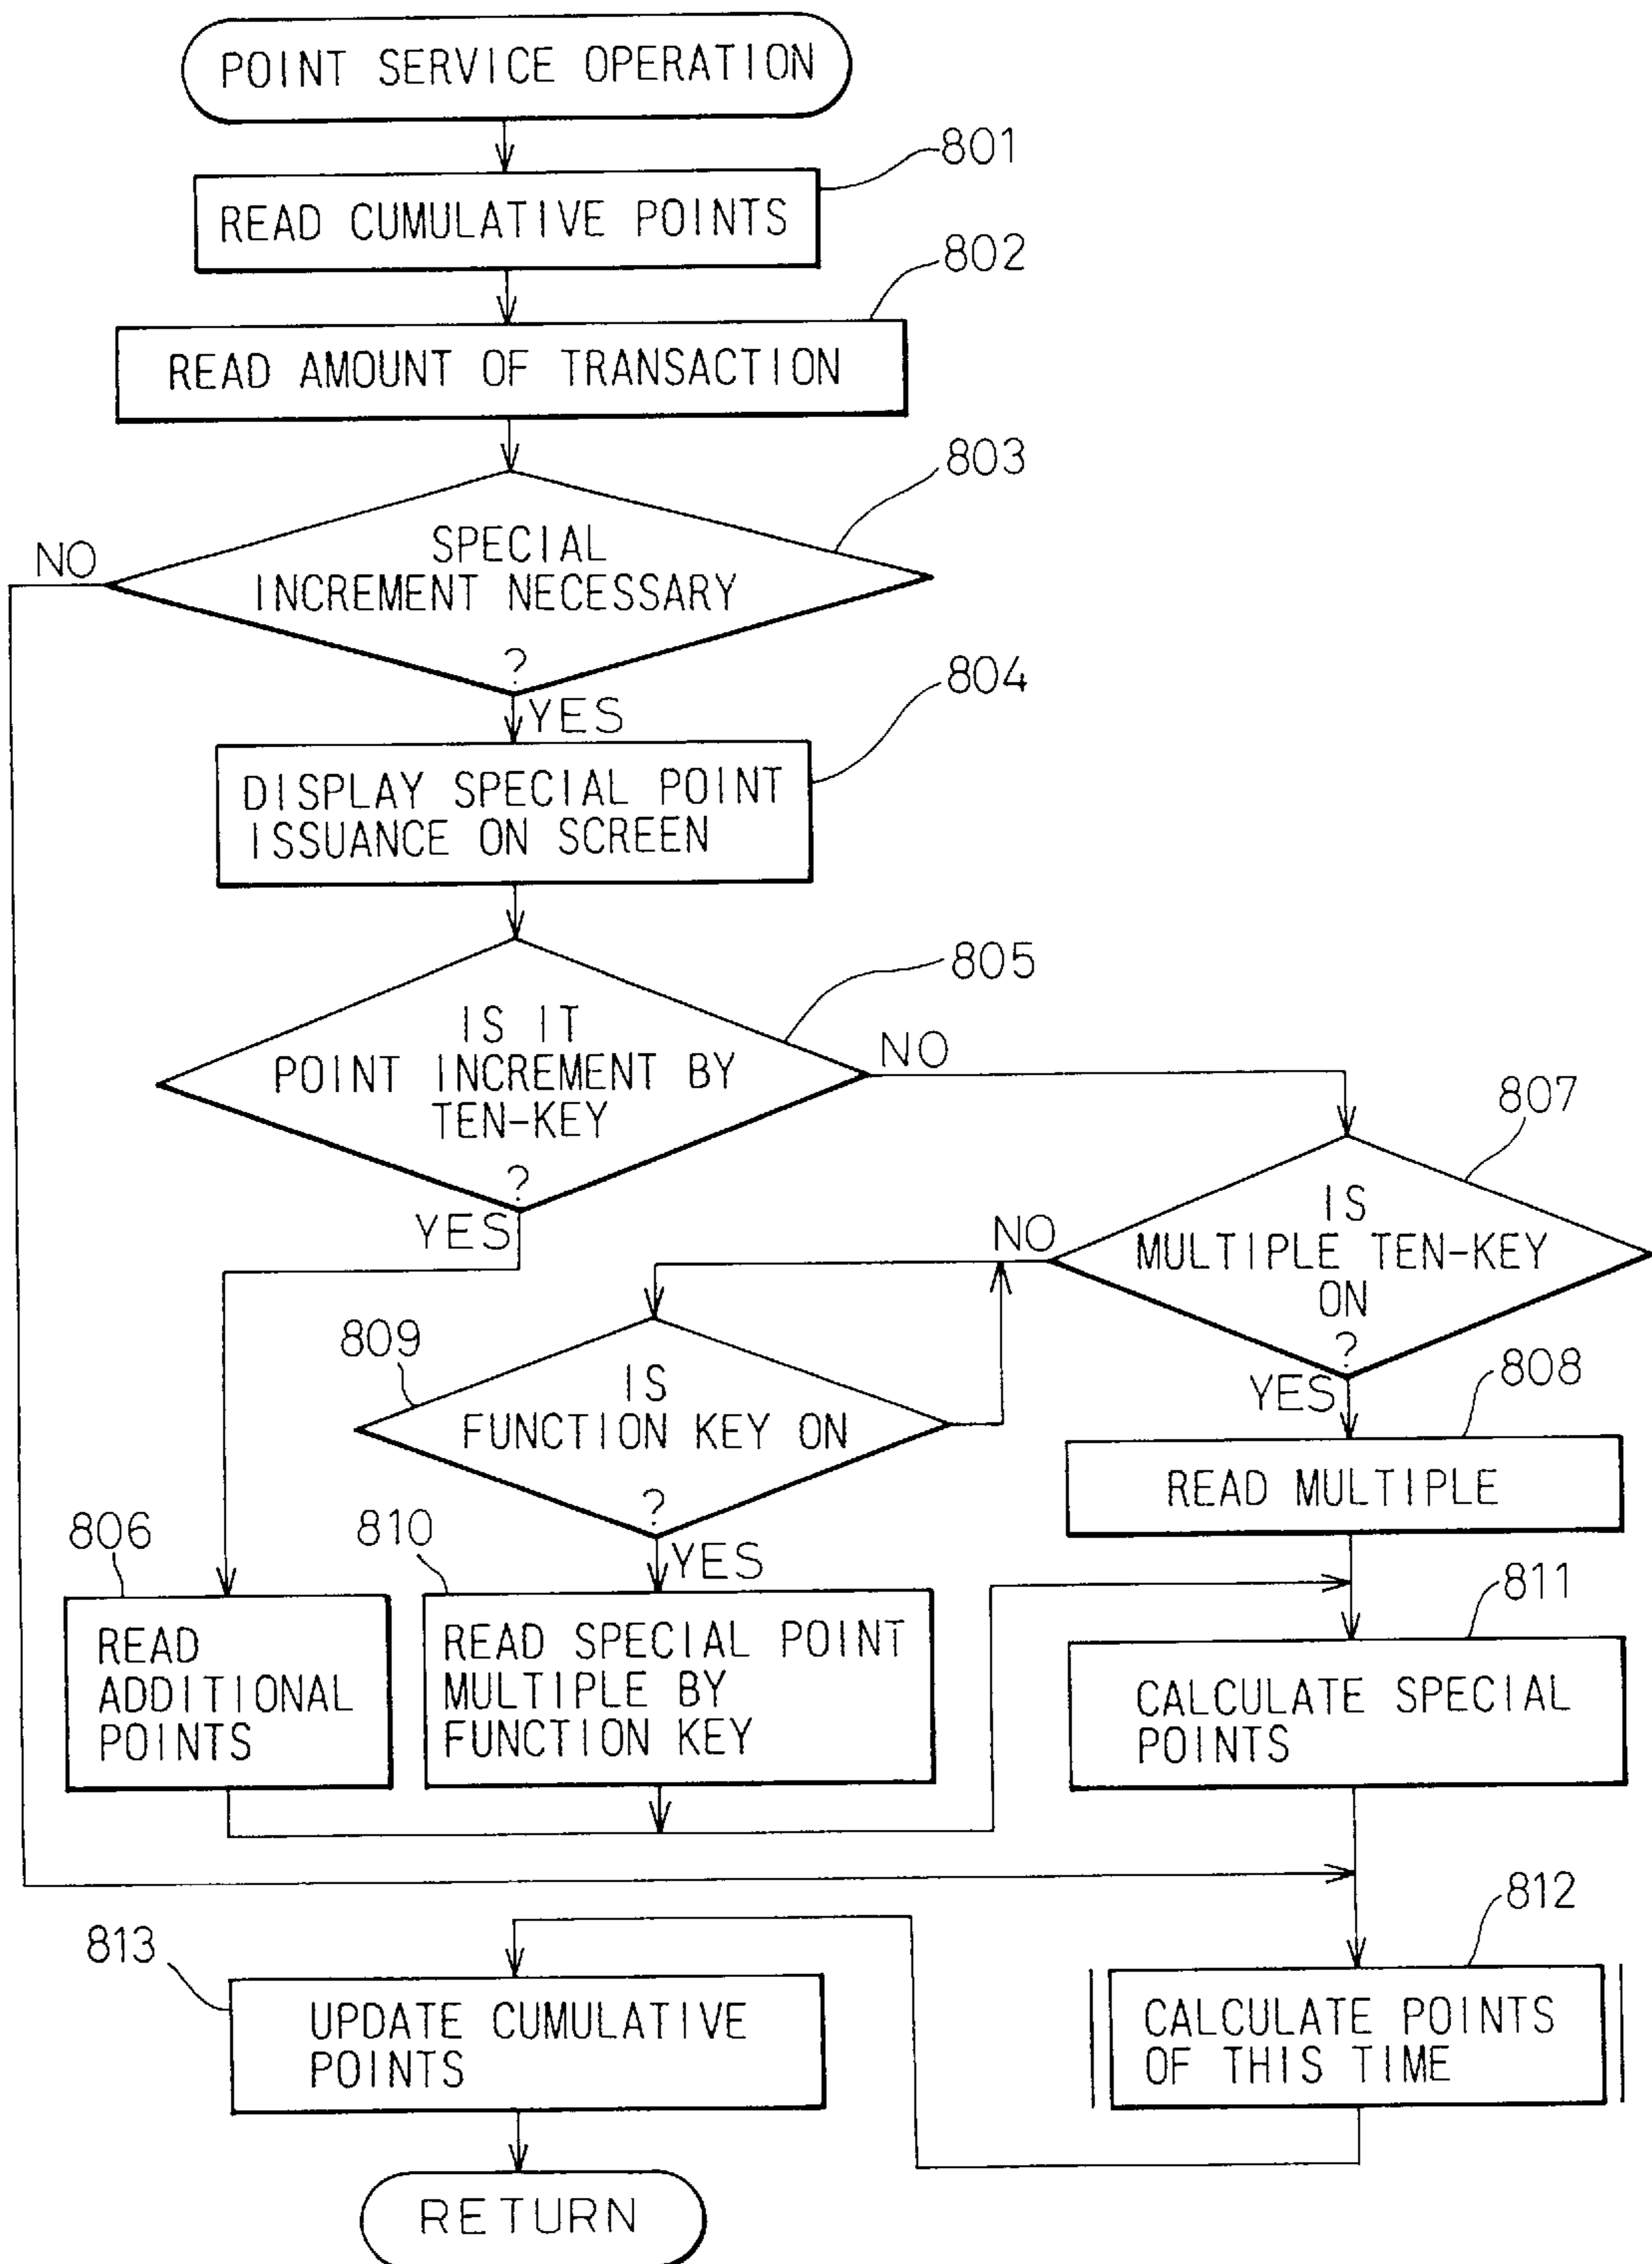 POINT SERVICE OPERATION
801
READ CUMULATIVE POINTS
802
READ AMOUNT OF TRANSACTION
803
NO
SPECIAL
INCREMENT NECESSARY
?
804
YES
DISPLAY SPECIAL POINT
ISSUANCE ON SCREEN
805
IS IT
POINT INCREMENT BY
TEN-KEY
?
NO
YES
807
IS
MULTIPLE TEN-KEY
ON
?
NO
YES
809
IS
FUNCTION KEY ON
?
YES
808
READ MULTIPLE
806
READ
ADDITIONAL
POINTS
810
READ SPECIAL POINT
MULTIPLE BY
FUNCTION KEY
811
CALCULATE SPECIAL
POINTS
812
CALCULATE POINTS
OF THIS TIME
813
UPDATE CUMULATIVE
POINTS
RETURN